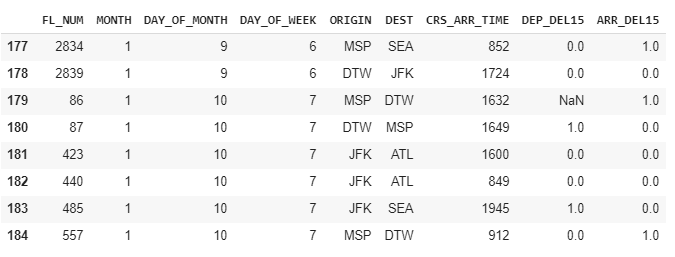 FL_NUM MONTH DAY_OF_MONTH DAY_OF_WEEK ORIGIN DEST CRS_ARR_TIME DEP_DEL15 ARR_DEL15
177 2834 1 9 6 MSP SEA 852 0.0 1.0
178 2839 1 9 6 DTW JFK 1724 0.0 0.0
179 86 1 10 7 MSP DTW 1632 NaN 1.0
180 87 1 10 7 DTW MSP 1649 1.0 0.0
181 423 1 10 7 JFK ATL 1600 0.0 0.0
182 440 1 10 7 JFK ATL 849 0.0 0.0
183 485 1 10 7 JFK SEA 1945 1.0 0.0
184 557 1 10 7 MSP DTW 912 0.0 1.0